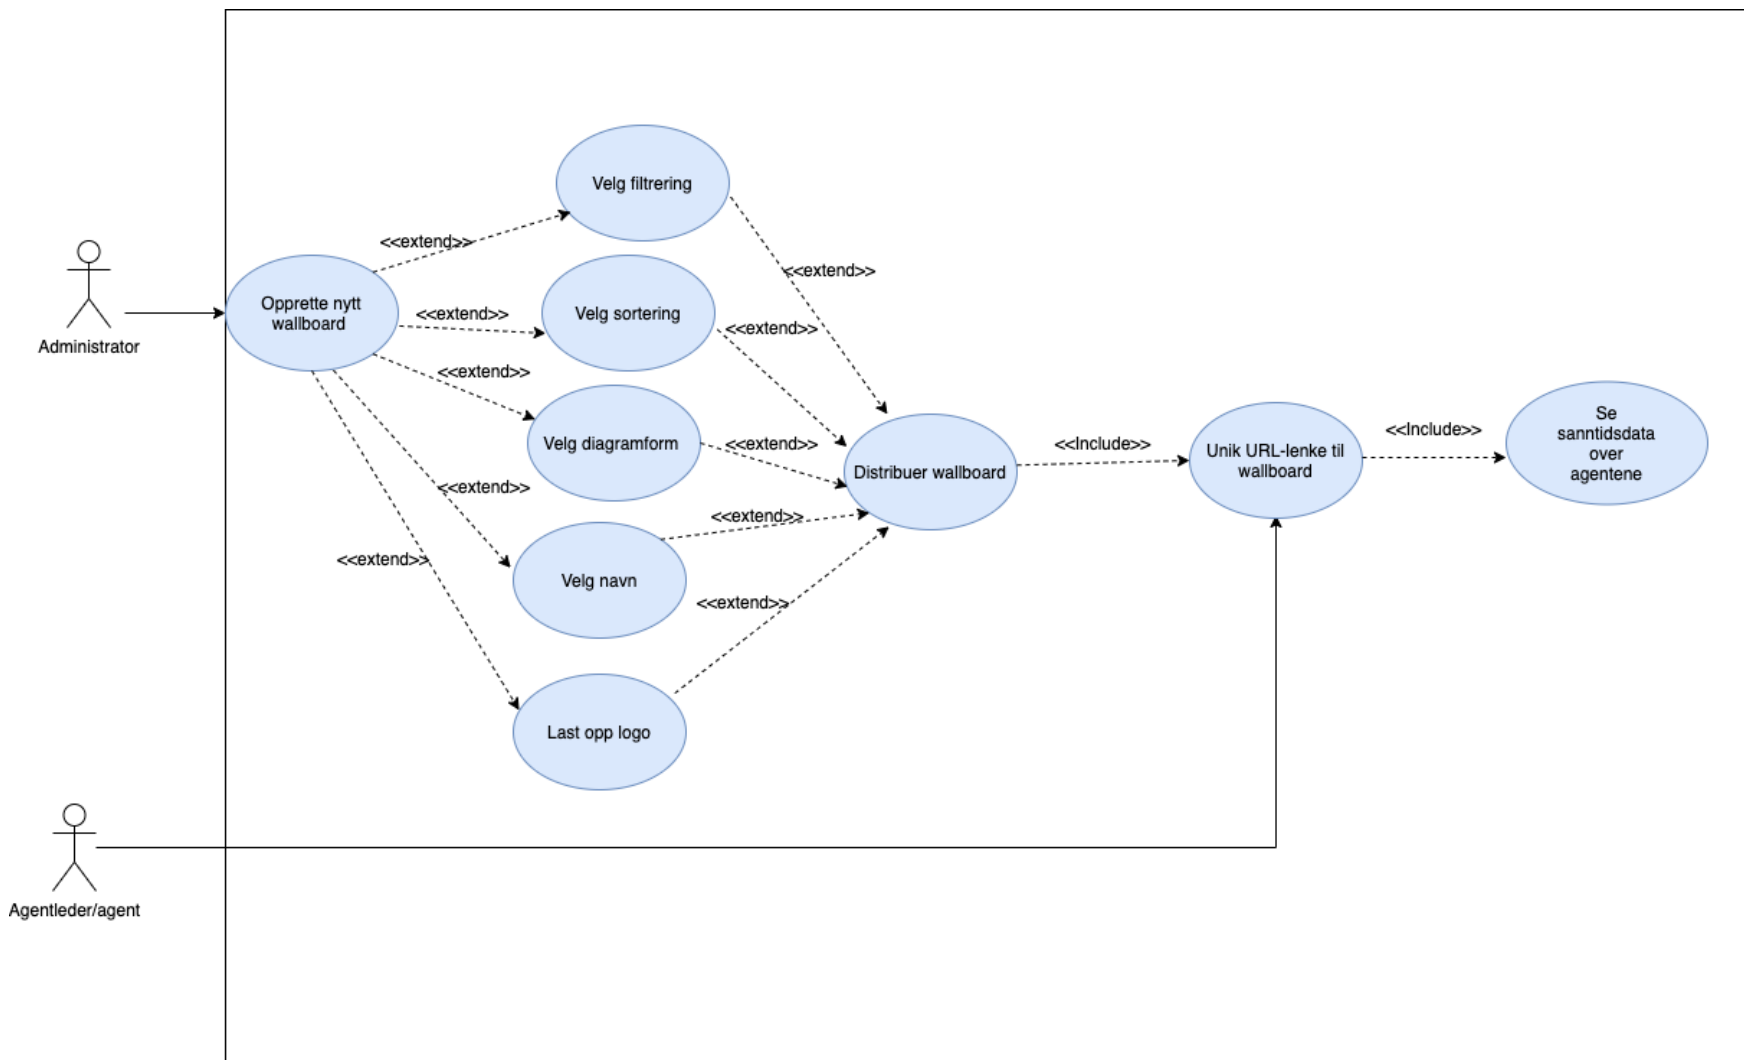 Velg filtrering
<<extend>>
<<extend>>
Opprette nytt
wallboard
<<extend>>
Velg sortering
<<extend>>
Administrator
<<extend>>
Velg diagramform
<<extend>>
Distribuer wallboard
<<Include>>
Unik URL-lenke til
wallboard
<<Include>>
Se
sanntidsdata
over
agentene
<<extend>>
<<extend>>
<<extend>>
Velg navn
<<extend>>
Last opp logo
Agentleder/agent